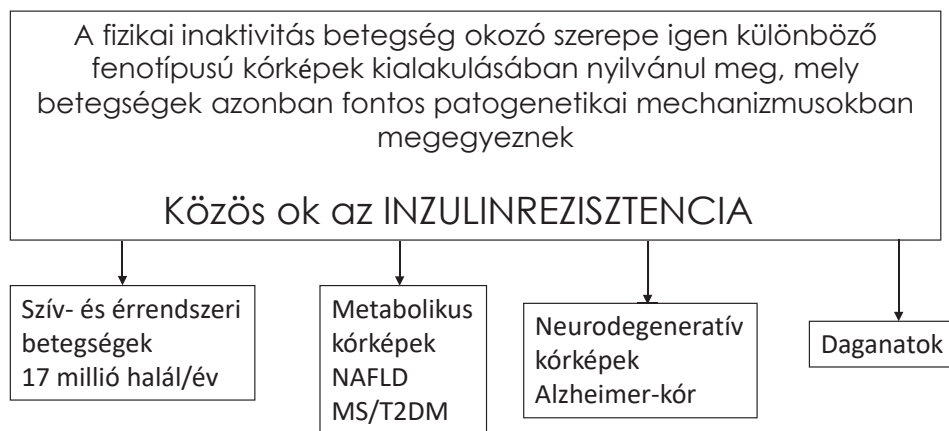 A fizikai inaktivitás betegség okozó szerepe igen különböző
fenotípusú kórképek kialakulásában nyilvánul meg, mely
betegségek azonban fontos patogenetikai mechanizmusokban
megegyeznek
Közös ok az INZULINREZISZTENCIA
Szív- és érrendszeri
betegségek
17 millió halál/év
Metabolikus
kórképek
NAFLD
MS/T2DM
Neurodegeneratív
kórképek
Alzheimer-kór
Daganatok